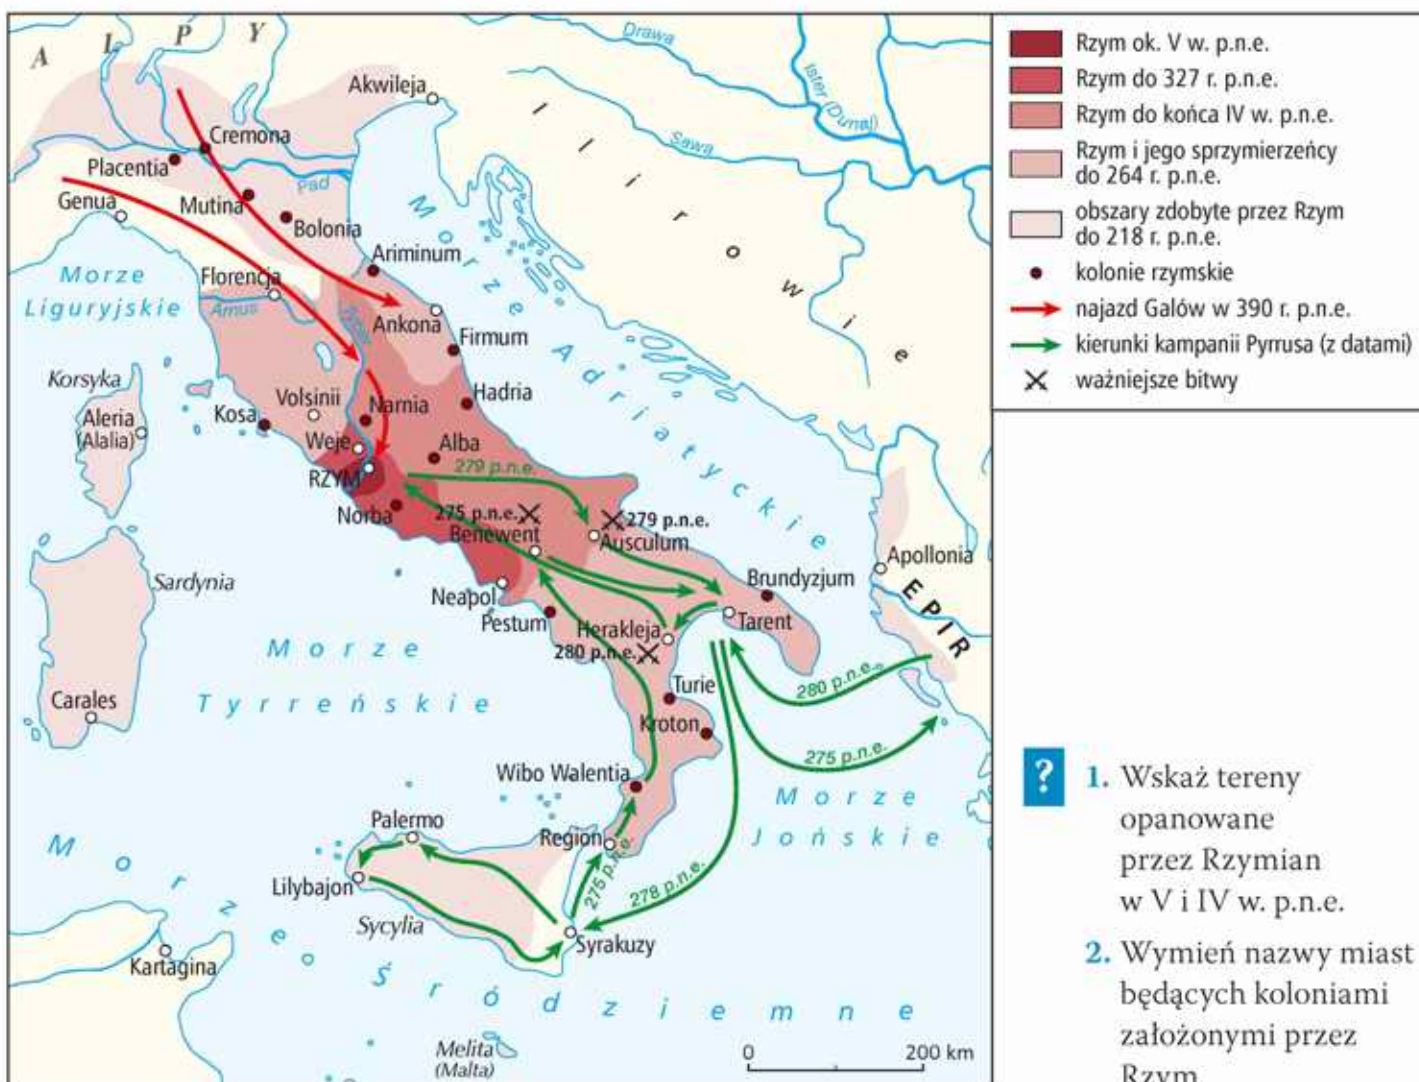 A L P Y
Drawa
Ister (Dunaj)
Sawa
Akwileja
Cremona
Placentia
Pad
Genua
Mutina
Bolonia
Ariminum
Morze
Liguryjskie
Florencja
Arnus
Ankona
Firmum
Illirowie
Morze Adriatyckie
Korsyka
Aleria
(Alalia)
Volsinii
Kosa
Narnia
Hadria
Weje
Alba
RZYM
279 p.n.e.
Norba
275 p.n.e.
Benewent
279 p.n.e.
Ausculum
Apollonia
Sardynia
Neapol
Pestum
Brundyzjum
Tarent
EPIR
Herakleja
280 p.n.e.
Morze
Tyrreńskie
Turie
Kroton
280 p.n.e.
275 p.n.e.
Carales
Wibo Walentia
Morze
Jońskie
Palermo
Region
275 p.n.e.
278 p.n.e.
Lilybajon
Sycylia
Syrakuzy
Kartagina
Morze Śródziemne
Melita
(Malta)
0 200 km
Rzym ok. V w. p.n.e.
Rzym do 327 r. p.n.e.
Rzym do końca IV w. p.n.e.
Rzym i jego sprzymierzeńcy
do 264 r. p.n.e.
obszary zdobyte przez Rzym
do 218 r. p.n.e.
kolonie rzymskie
najazd Galów w 390 r. p.n.e.
kierunki kampanii Pyrrusa (z datami)
ważniejsze bitwy
?
1. Wskaż tereny
opanowane
przez Rzymian
w V i IV w. p.n.e.
2. Wymień nazwy miast
będących koloniami
założonymi przez
Rzym